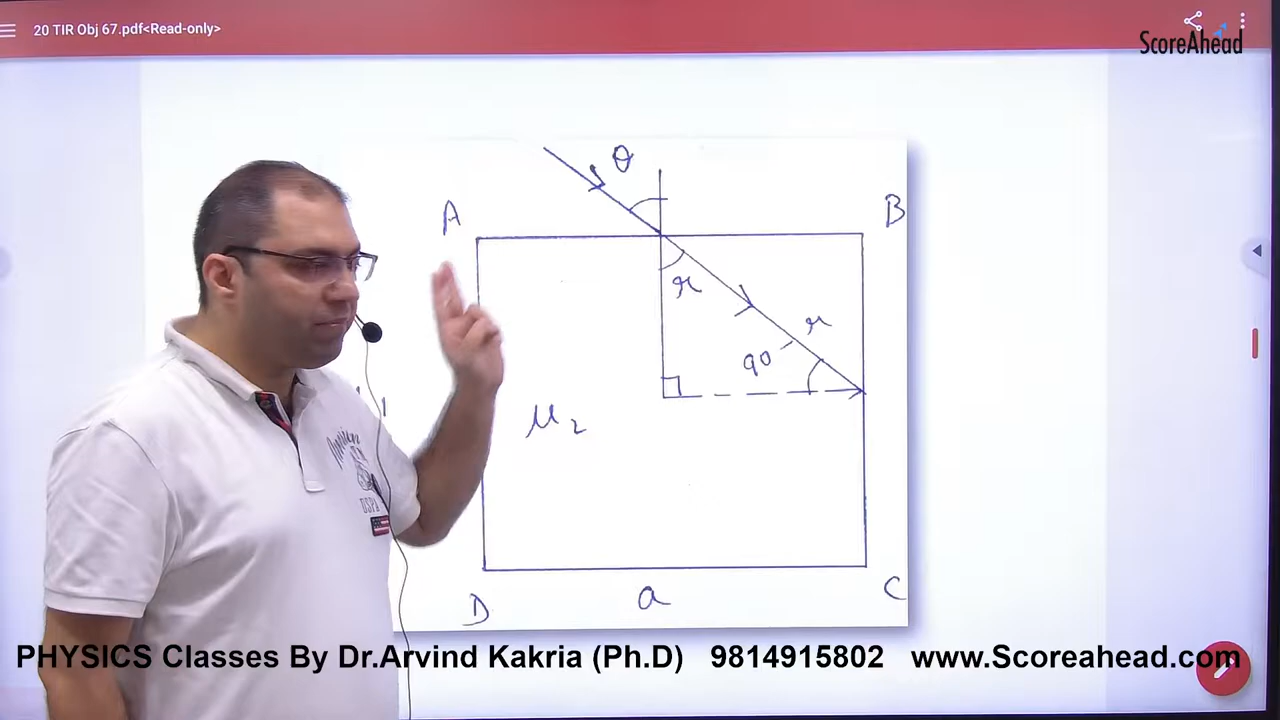 20 TIR Obj 67.pdf<Read-only>
ScoreAhead
θ
A
B
r
r
90 -
μ2
D
a
C
PHYSICS Classes By Dr.Arvind Kakria (Ph.D) 9814915802 www.Scoreahead.com